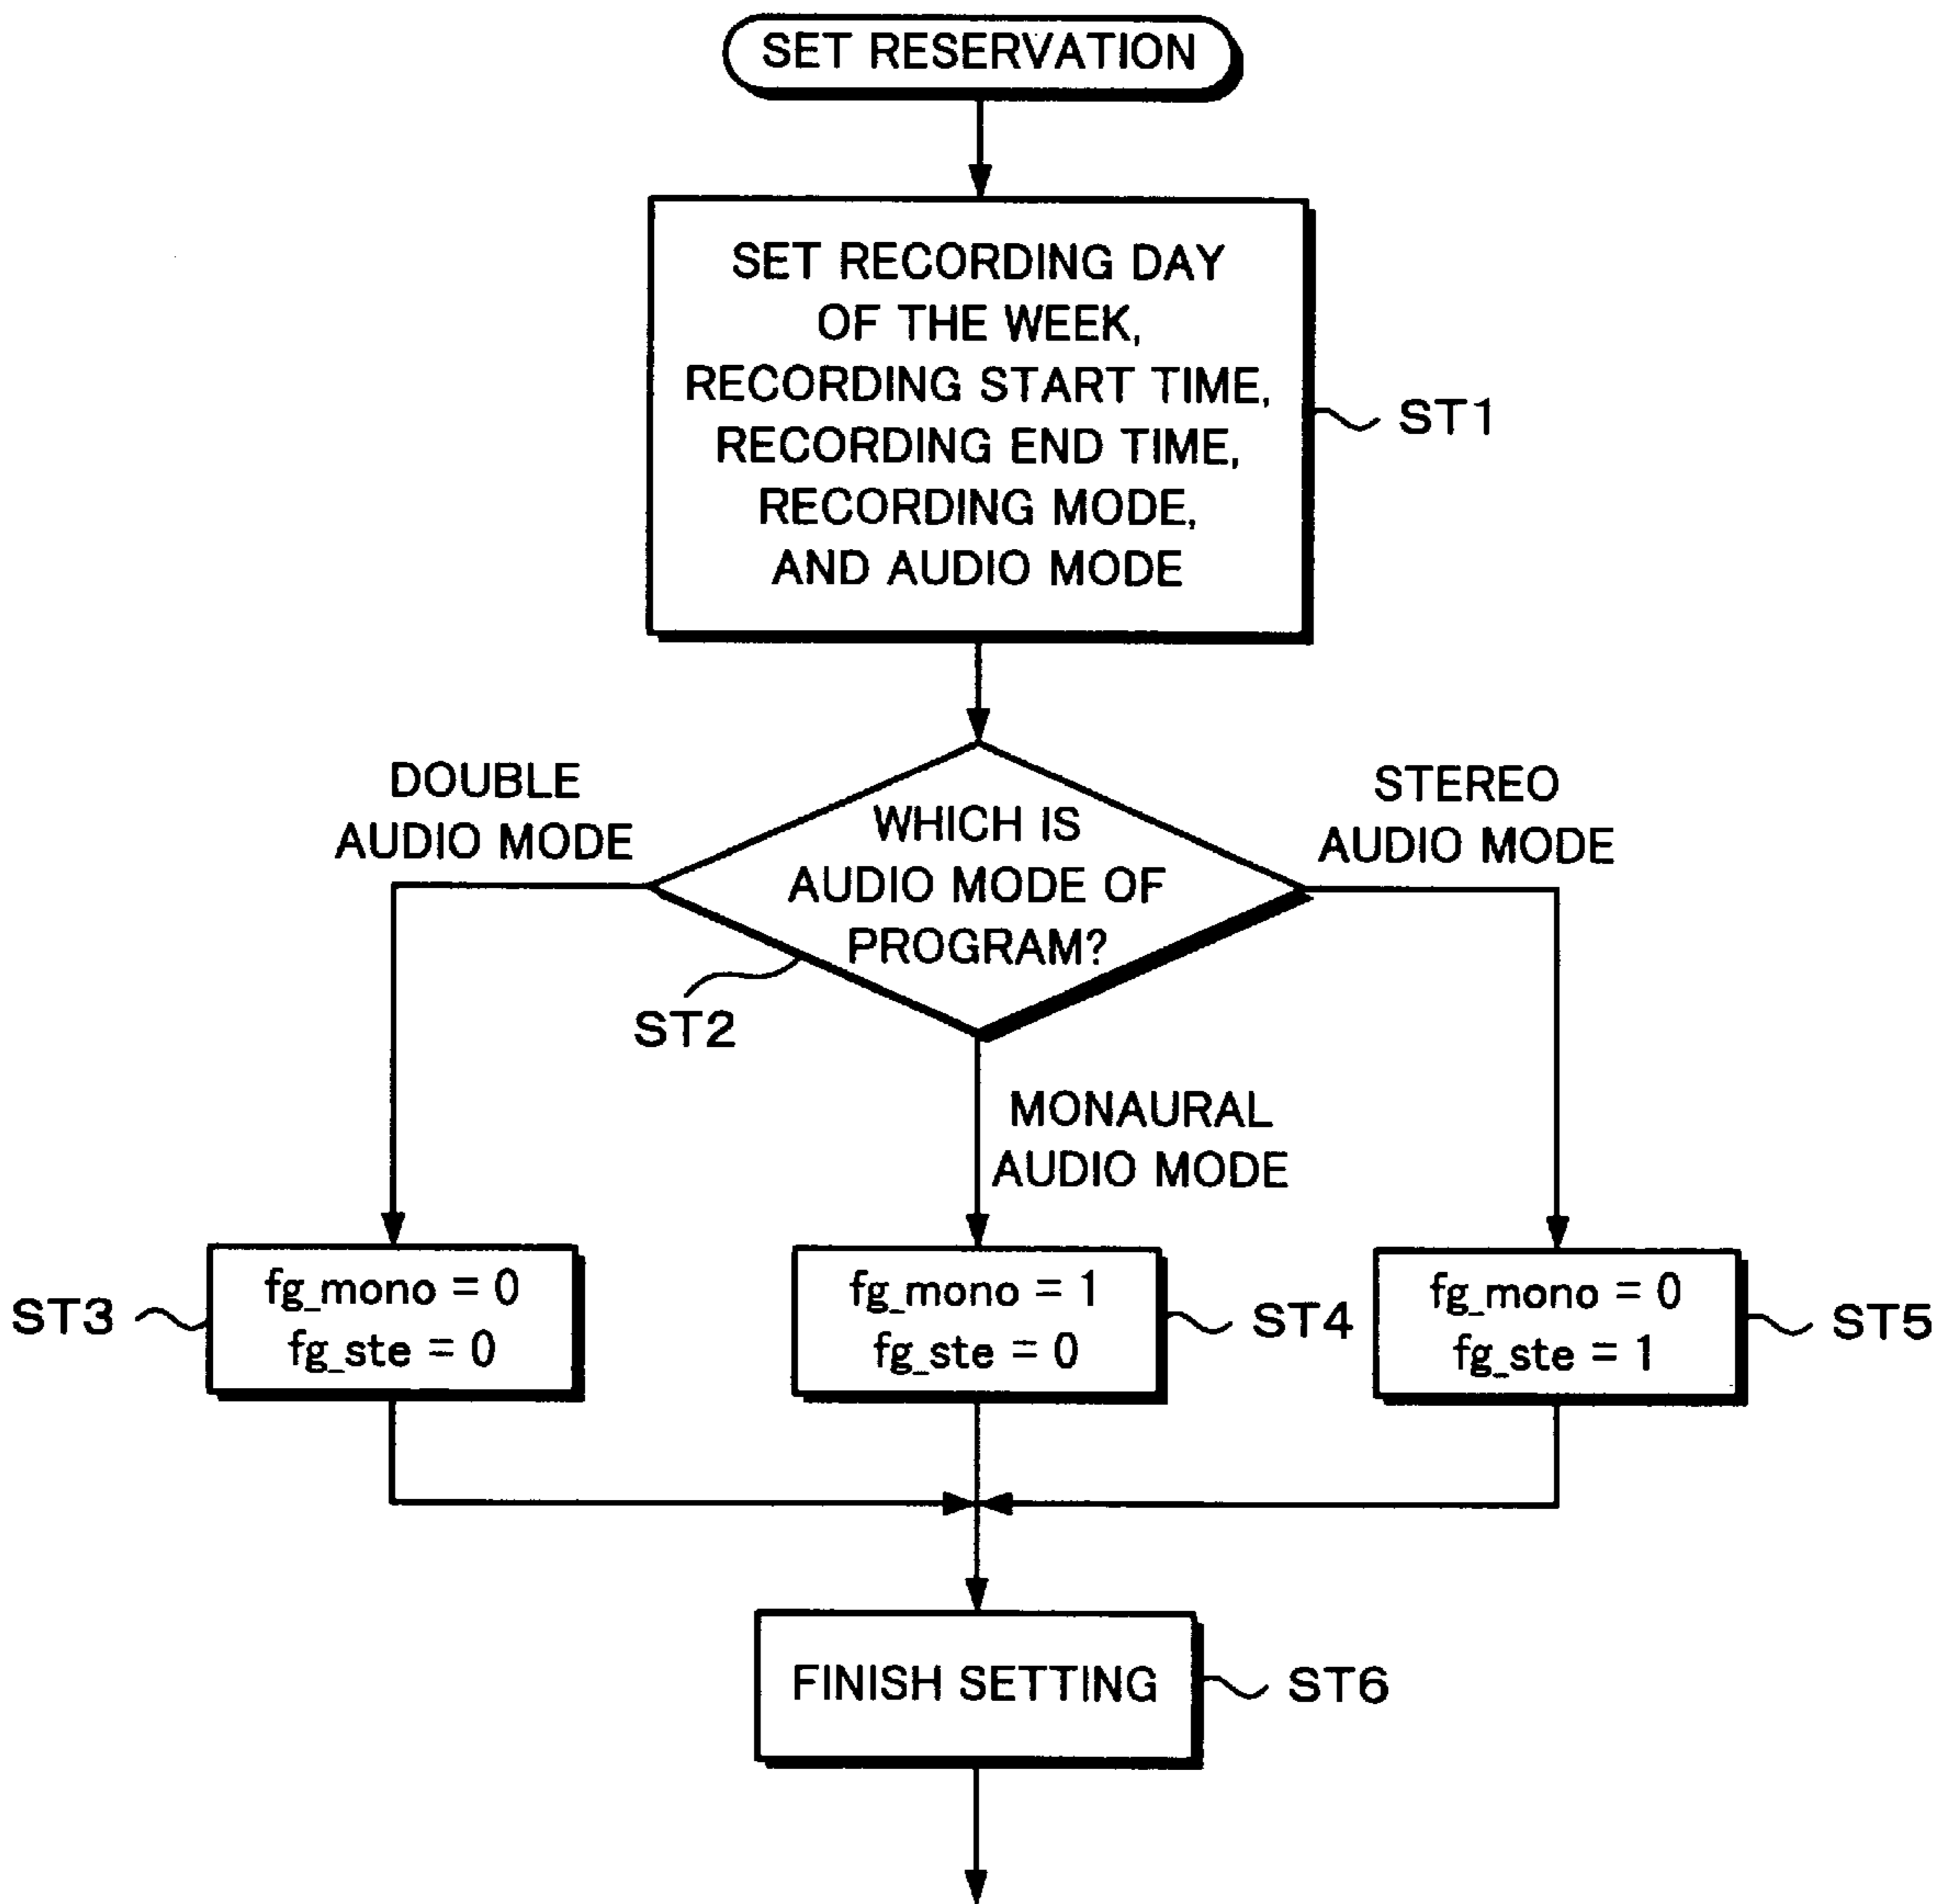 SET RESERVATION
SET RECORDING DAY
OF THE WEEK,
RECORDING START TIME,
RECORDING END TIME,
RECORDING MODE,
AND AUDIO MODE
ST1
DOUBLE
AUDIO MODE
WHICH IS
AUDIO MODE OF
PROGRAM?
STEREO
AUDIO MODE
ST2
MONAURAL
AUDIO MODE
ST3
fg_mono = 0
fg_ste = 0
fg_mono = 1
fg_ste = 0
ST4
fg_mono = 0
fg_ste = 1
ST5
FINISH SETTING
ST6